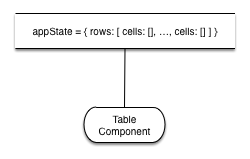 appState = { rows: [ cells: [], ..., cells: [] ] }
Table
Component